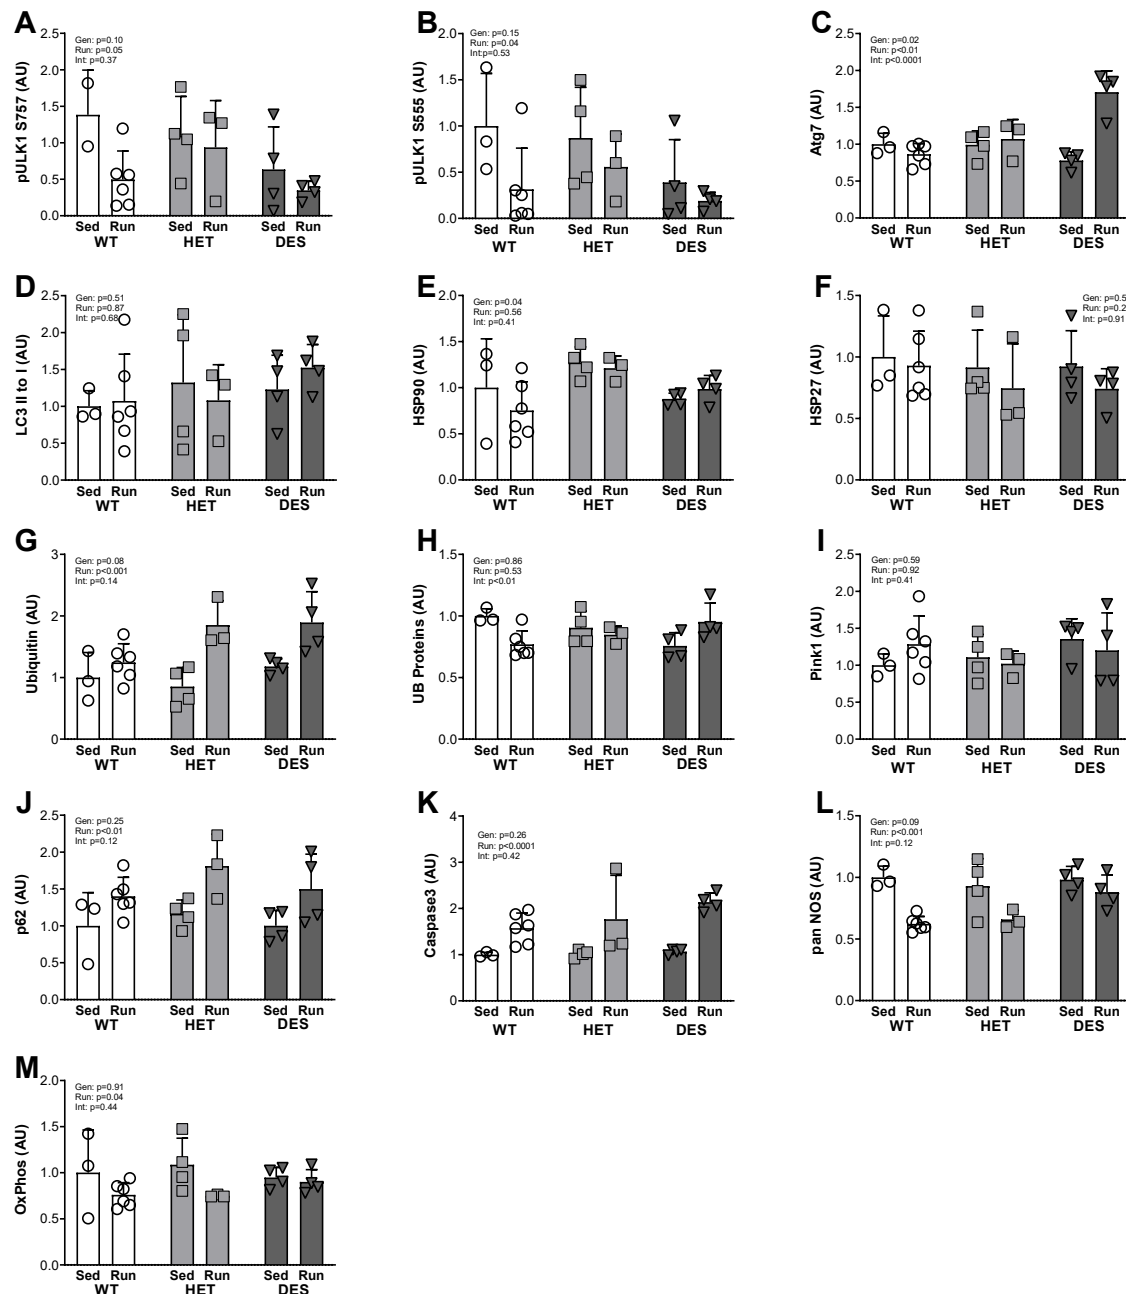 A
pULK1 S757 (AU)
Gen: p=0.10
Run: p=0.05
Int: p=0.37
2.5
2.0
1.5
1.0
0.5
0.0
Sed Run Sed Run Sed Run
WT HET DES
B
pULK1 S555 (AU)
Gen: p=0.15
Run: p=0.04
Int:p=0.53
2.0
1.5
1.0
0.5
0.0
Sed Run Sed Run Sed Run
WT HET DES
C
Atg7 (AU)
Gen: p=0.02
Run: p<0.01
Int: p<0.0001
2.5
2.0
1.5
1.0
0.5
0.0
Sed Run Sed Run Sed Run
WT HET DES
D
LC3 II to I (AU)
Gen: p=0.51
Run: p=0.87
Int: p=0.68
2.5
2.0
1.5
1.0
0.5
0.0
Sed Run Sed Run Sed Run
WT HET DES
E
HSP90 (AU)
Gen: p=0.04
Run: p=0.56
Int: p=0.41
2.0
1.5
1.0
0.5
0.0
Sed Run Sed Run Sed Run
WT HET DES
F
HSP27 (AU)
Gen: p=0.5
Run: p=0.2
Int: p=0.91
1.5
1.0
0.5
0.0
Sed Run Sed Run Sed Run
WT HET DES
G
Ubiquitin (AU)
Gen: p=0.08
Run: p<0.001
Int: p=0.14
3
2
1
0
Sed Run Sed Run Sed Run
WT HET DES
H
UB Proteins (AU)
Gen: p=0.86
Run: p=0.53
Int: p<0.01
1.5
1.0
0.5
0.0
Sed Run Sed Run Sed Run
WT HET DES
I
Pink1 (AU)
Gen: p=0.59
Run: p=0.92
Int: p=0.41
2.5
2.0
1.5
1.0
0.5
0.0
Sed Run Sed Run Sed Run
WT HET DES
J
p62 (AU)
Gen: p=0.25
Run: p<0.01
Int: p=0.12
2.5
2.0
1.5
1.0
0.5
0.0
Sed Run Sed Run Sed Run
WT HET DES
K
Caspase3 (AU)
Gen: p=0.26
Run: p<0.0001
Int: p=0.42
4
3
2
1
0
Sed Run Sed Run Sed Run
WT HET DES
L
pan NOS (AU)
Gen: p=0.09
Run: p<0.001
Int: p=0.12
1.5
1.0
0.5
0.0
Sed Run Sed Run Sed Run
WT HET DES
M
OxPhos (AU)
Gen: p=0.91
Run: p=0.04
Int: p=0.44
2.0
1.5
1.0
0.5
0.0
Sed Run Sed Run Sed Run
WT HET DES